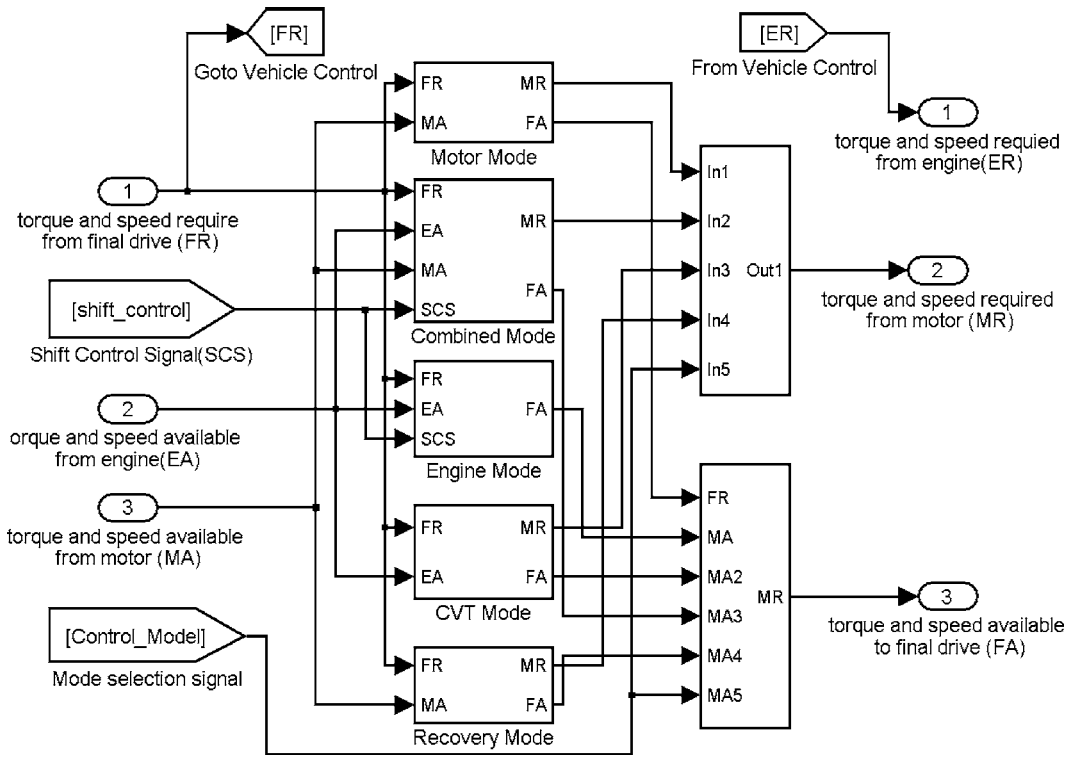 [FR]
Goto Vehicle Control
[ER]
From Vehicle Control
1
torque and speed requied
from engine(ER)
FR
MA
MR
FA
Motor Mode
1
torque and speed require
from final drive (FR)
FR
EA
MA
SCS
MR
FA
Combined Mode
[shift_control]
Shift Control Signal(SCS)
In1
In2
In3
In4
In5
Out1
2
torque and speed required
from motor (MR)
2
orque and speed available
from engine(EA)
FR
EA
SCS
FA
Engine Mode
3
torque and speed available
from motor (MA)
FR
EA
MR
FA
CVT Mode
FR
MA
MA2
MA3
MA4
MA5
MR
3
torque and speed available
to final drive (FA)
[Control_Model]
Mode selection signal
FR
MA
MR
FA
Recovery Mode